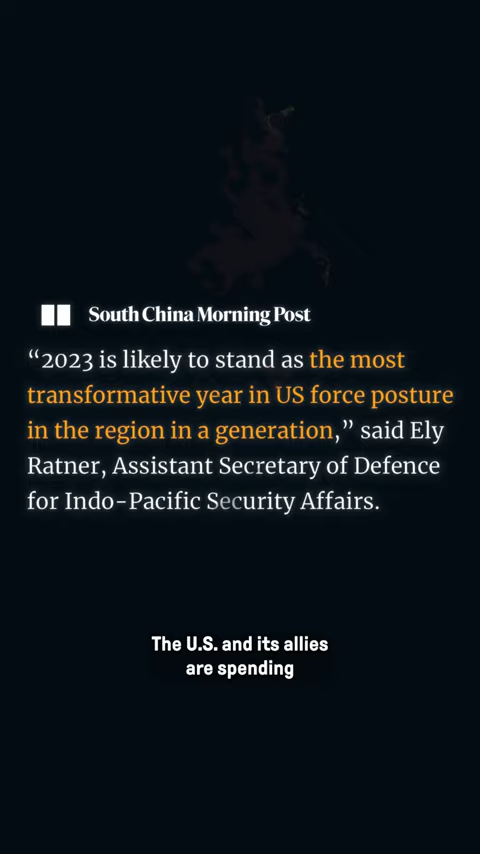 South China Morning Post
“2023 is likely to stand as the most
transformative year in US force posture
in the region in a generation,” said Ely
Ratner, Assistant Secretary of Defence
for Indo-Pacific Security Affairs.
The U.S. and its allies
are spending